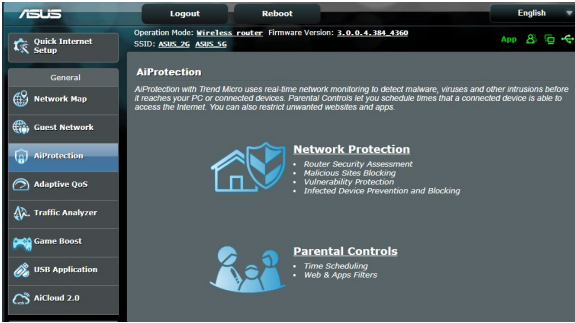 ASUS
Logout
Reboot
English
Quick Internet
Setup
Operation Mode: Wireless router Firmware Version: 3.0.0.4.384_4360
SSID: ASUS_2G ASUS_5G
App
General
Network Map
Guest Network
AiProtection
Adaptive QoS
Traffic Analyzer
Game Boost
USB Application
AiCloud 2.0
AiProtection
AiProtection with Trend Micro uses real-time network monitoring to detect malware, viruses and other intrusions before
it reaches your PC or connected devices. Parental Controls let you schedule times that a connected device is able to
access the Internet. You can also restrict unwanted websites and apps.
Network Protection
• Router Security Assessment
• Malicious Sites Blocking
• Vulnerability Protection
• Infected Device Prevention and Blocking
Parental Controls
• Time Scheduling
• Web & Apps Filters